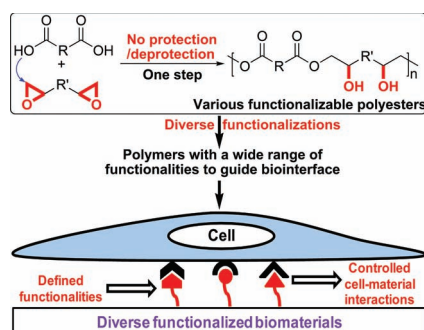 O O
HO R OH
+
R'
O O
No protection
/deprotection
One step
O O
R O R'
O OH OH n
Various functionalizable polyesters
Diverse functionalizations
Polymers with a wide range of
functionalities to guide biointerface
Cell
Defined
functionalities
Controlled
cell-material
interactions
Diverse functionalized biomaterials